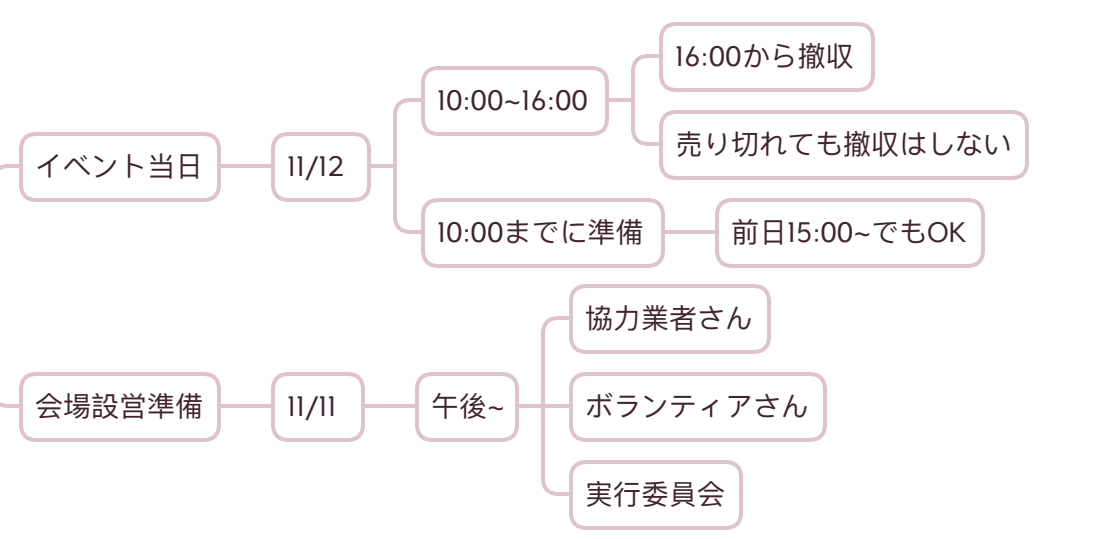 イベント当日
11/12
10:00~16:00
16:00から撤収
売り切れても撤収はしない
10:00までに準備
前日15:00~でもOK
会場設営準備
11/11
午後~
協力業者さん
ボランティアさん
実行委員会